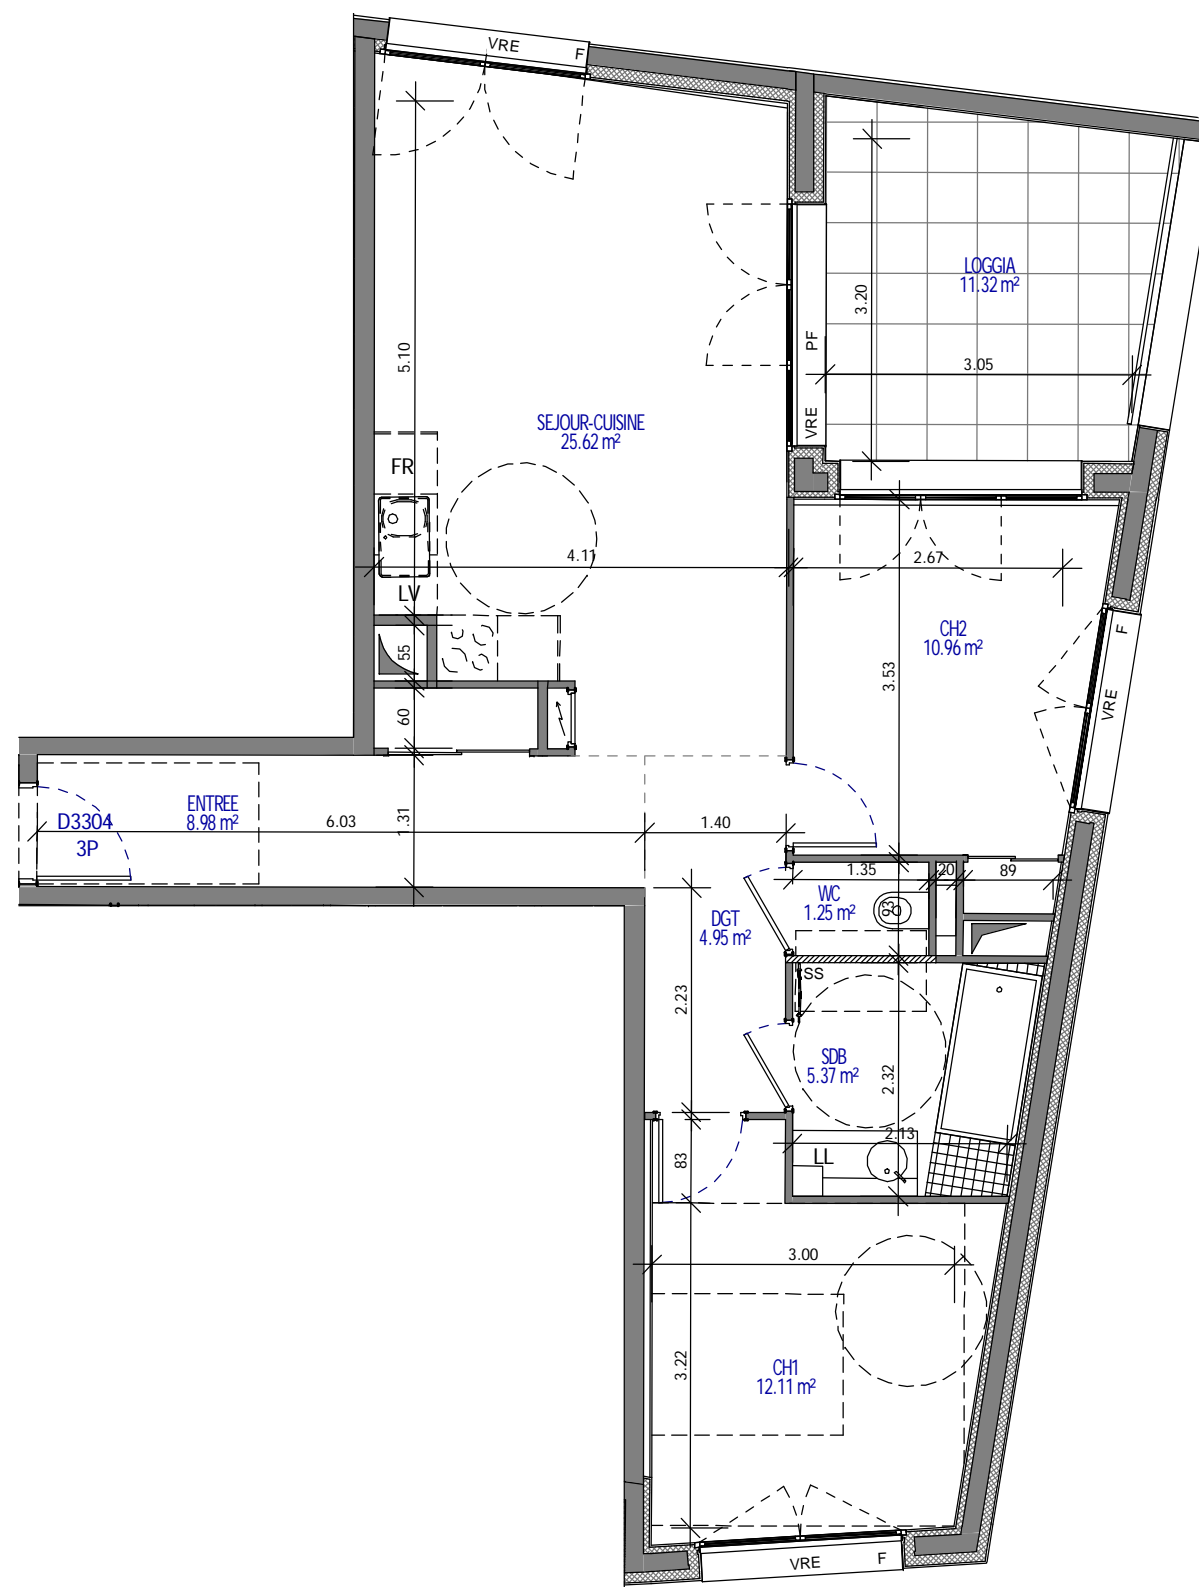 VRE F
LOGGIA
11.32 m²
3.20
3.05
PF
VRE
5.10
SEJOUR-CUISINE
25.62 m²
FR
4.11
2.67
LV
CH2
10.96 m²
F
VRE
55
3.53
60
ENTREE
8.98 m²
D3304
3P
6.03
1.31
1.40
1.35
20
89
WC
1.25 m²
93
DGT
4.95 m²
SS
2.23
SDB
5.37 m²
2.32
2.13
LL
83
3.00
3.22
CH1
12.11 m²
VRE F